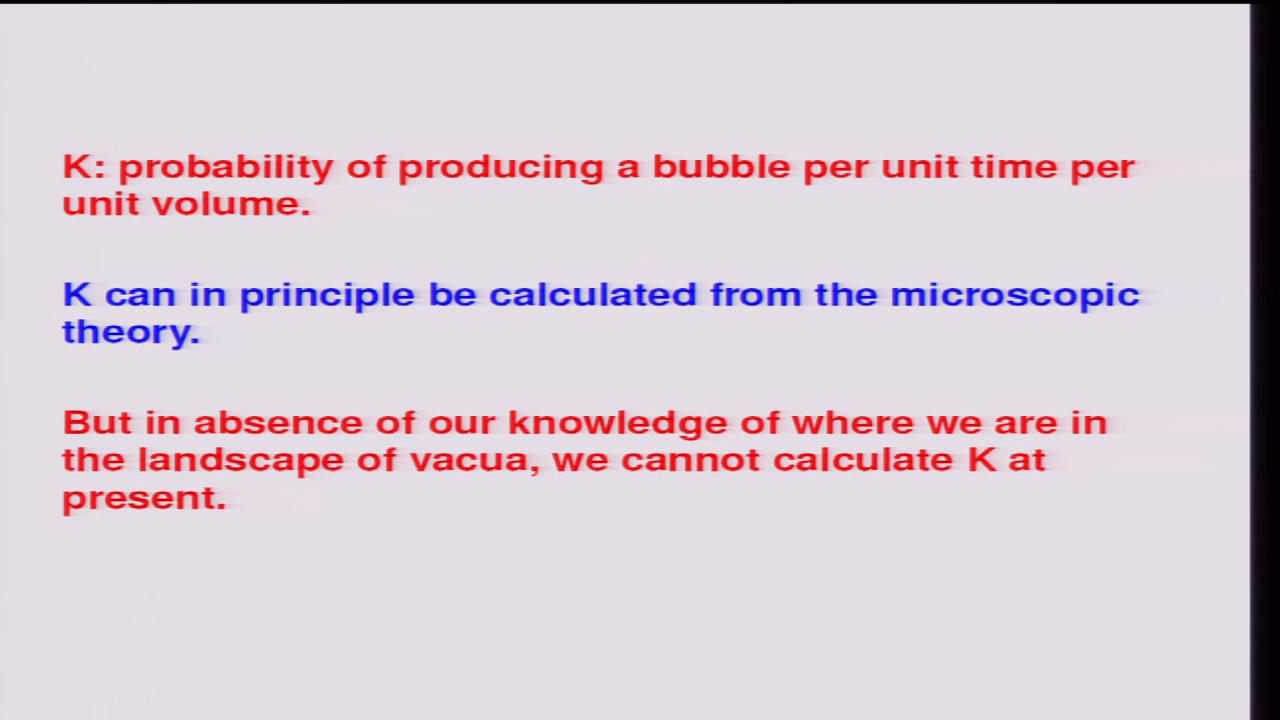 K: probability of producing a bubble per unit time per
unit volume.
K can in principle be calculated from the microscopic
theory.
But in absence of our knowledge of where we are in
the landscape of vacua, we cannot calculate K at
present.